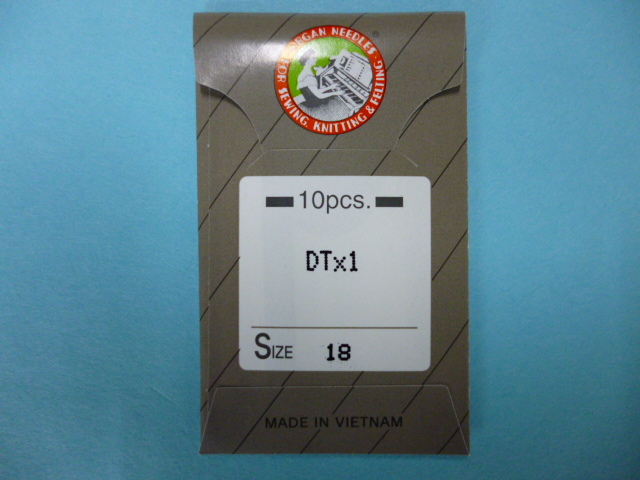 ORGAN NEEDLES
®
FOR SEWING, KNITTING & FELTING
10pcs.
DTx1
SIZE 18
MADE IN VIETNAM